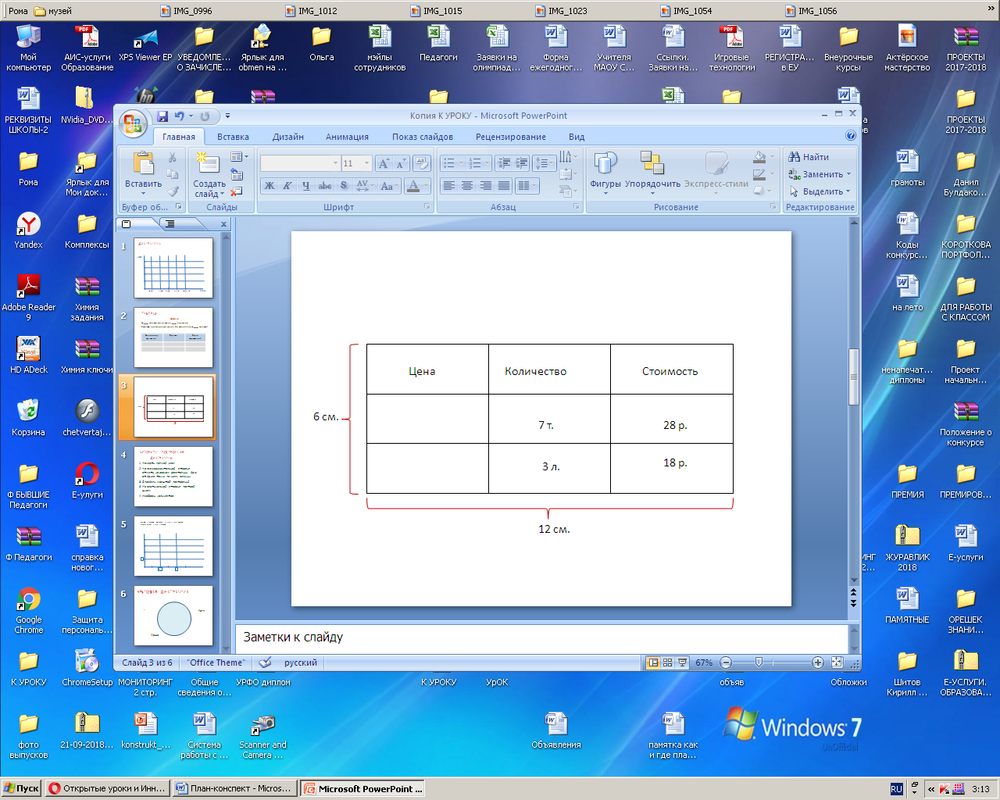 Рома
музей
IMG_0996
IMG_1012
IMG_1015
IMG_1023
IMG_1054
IMG_1056
»
Мой компьютер
АИС-услуги Образование
XPS Viewer EP
УВЕДОМЛЕ... О ЗАЧИСЛЕ...
Ярлык для obmen на ...
Ольга
мэйлы сотрудников
Педагоги
Заявки на олимпиад...
Форма ежегодног...
Учителя МАОУ С...
Ссылки. Заявки на...
Игровые технологии
РЕГИСТРА... в ЕУ
Внеурочные курсы
Актёрское мастерство
ПРОЕКТЫ 2017-2018
РЕКВИЗИТЫ ШКОЛЫ-2
NVidia_DVD...
ПРОЕКТЫ 2017-2018
Копия К УРОКУ - Microsoft PowerPoint
Главная
Вставка
Дизайн
Анимация
Показ слайдов
Рецензирование
Вид
Вставить
Буфер об...
Создать слайд
Слайды
11
Шрифт
Абзац
Фигуры
Упорядочить
Экспресс-стили
Рисование
Найти
Заменить
Выделить
Редактирование
Рома
Ярлык для Мои док...
грамоты
Данил Булдако...
Yandex
Комплексы
Коды конкурс...
КОРОТКОВА ПОРТФОЛ...
Adobe Reader 9
Химия задания
на лето
ДЛЯ РАБОТЫ С КЛАССОМ
HD ADeck
Химия ключи
ненапечат... дипломы
Проект начальн...
Корзина
chetvertaj...
Положение о конкурсе
Ф БЫВШИЕ Педагоги
Е-улуги
ПРЕМИЯ
ПРЕМИРОВ...
Ф Педагоги
справка новог...
ЖУРАВЛИК 2018
Е-услуги
Google Chrome
Защита персональ...
ПАМЯТНЫЕ
ОРЕШЕК ЗНАНИ...
1
2
3
4
5
6
Цена
Количество
Стоимость
6 см.
7 т.
28 р.
3 л.
18 р.
12 см.
Заметки к слайду
Слайд 3 из 6
"Office Theme"
русский
67%
К УРОКУ
ChromeSetup
МОНИТОРИНГ 2 стр.
Общие сведения о...
УРФО диплом
К УРОКУ
УрОК
объяв
Обложки
Шитов Кирилл ...
Е-УСЛУГИ. ОБРАЗОВА...
фото выпусков
21-09-2018...
konstrukt_...
Система работы с ...
Scanner and Camera ...
Объявления
памятка как и где пла...
Windows 7
UnOfficial
Пуск
Открытые уроки и Инн...
План-конспект - Micros...
Microsoft PowerPoint ...
RU
«
3:13